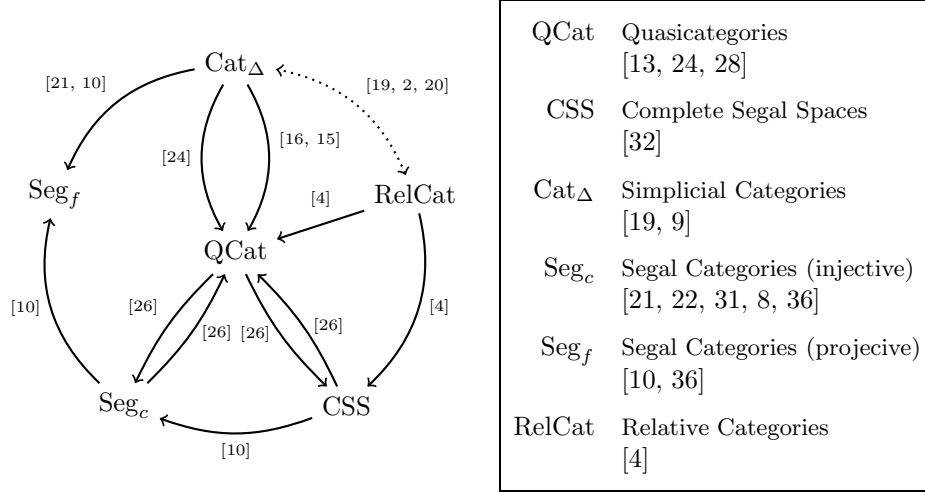 Cat_Δ
[21, 10]
[19, 2, 20]
[16, 15]
[24]
Seg_f
RelCat
[4]
QCat
[10]
[26]
[26]
[26]
[26]
[4]
Seg_c
CSS
[10]
QCat Quasicategories
[13, 24, 28]
CSS Complete Segal Spaces
[32]
Cat_Δ Simplicial Categories
[19, 9]
Seg_c Segal Categories (injective)
[21, 22, 31, 8, 36]
Seg_f Segal Categories (projecive)
[10, 36]
RelCat Relative Categories
[4]